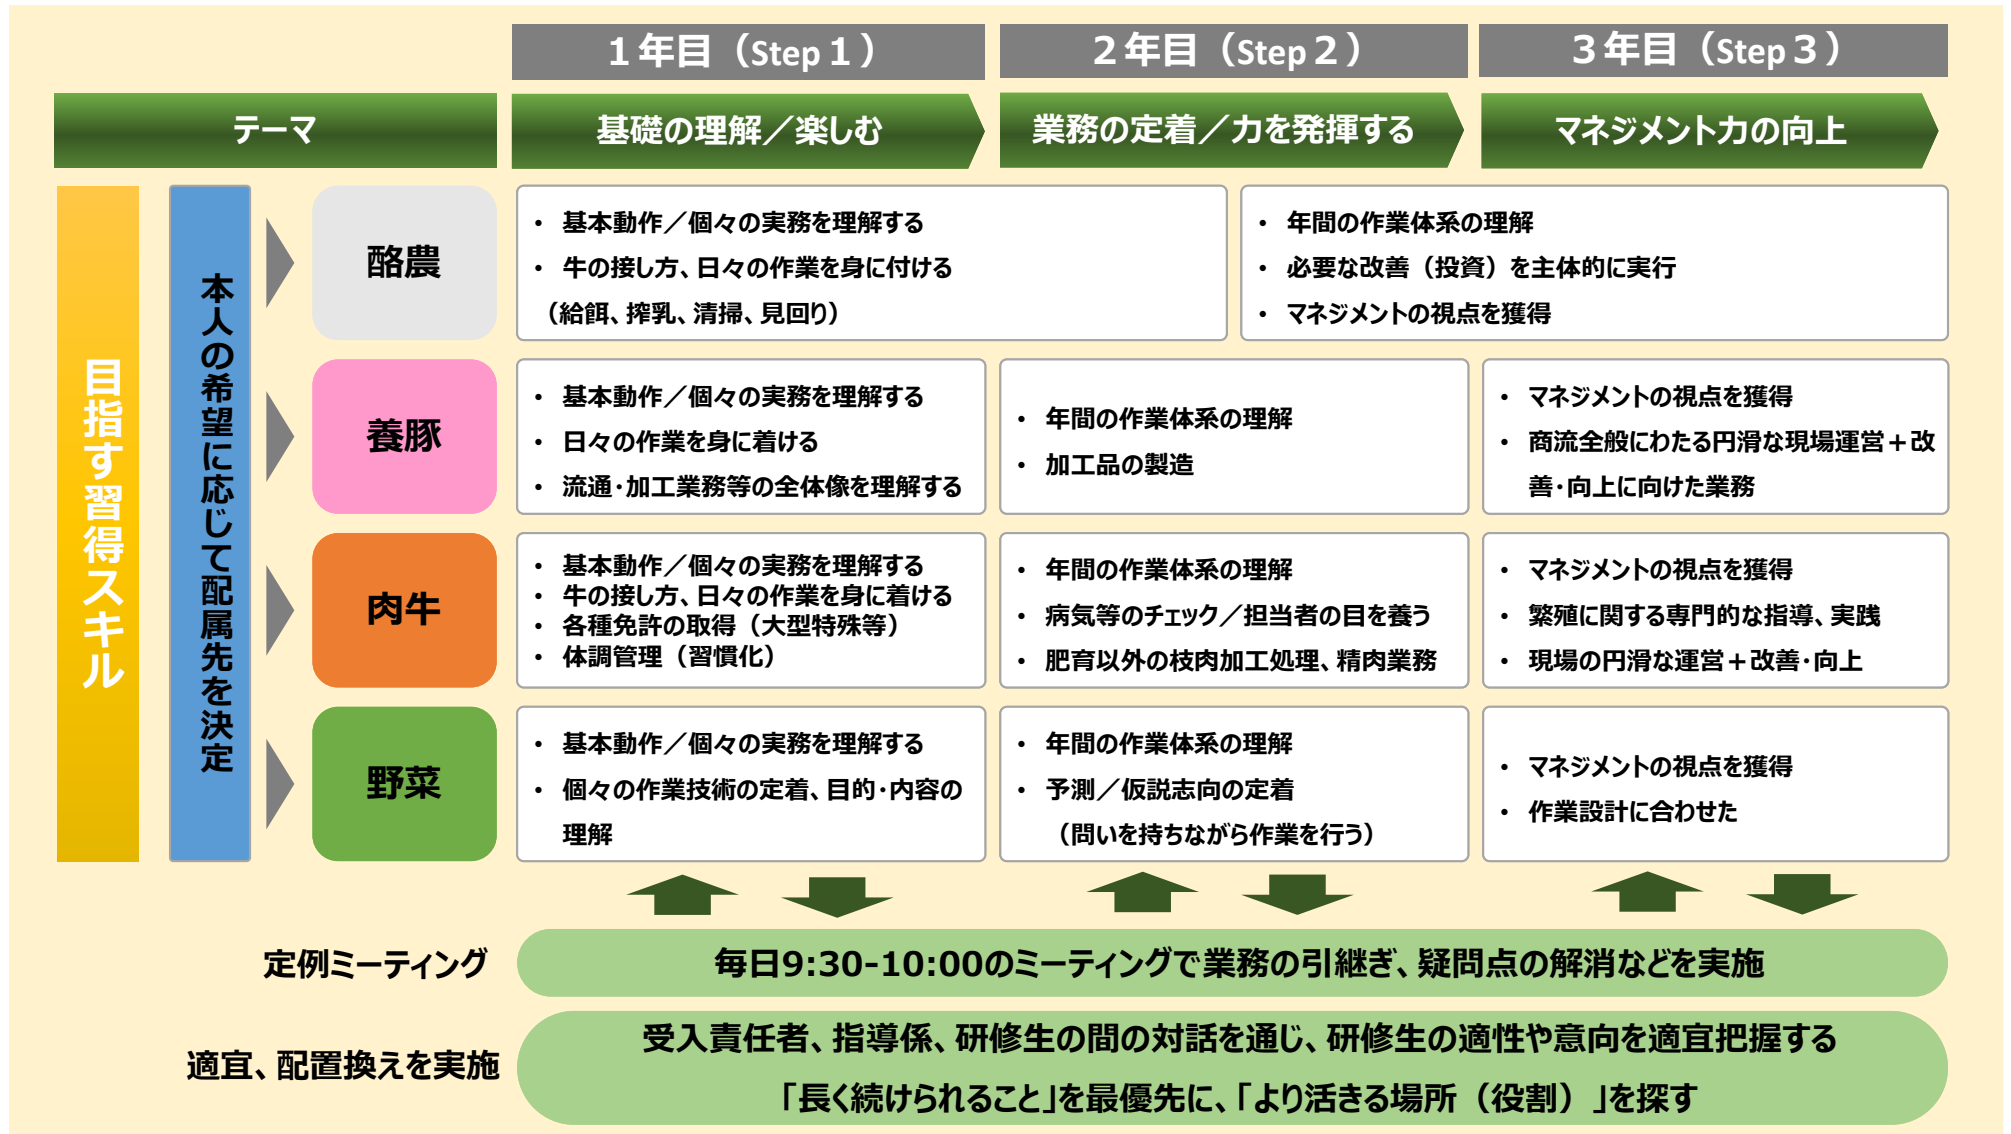 １年目（Step１）
２年目（Step２）
３年目（Step３）
テーマ
基礎の理解／楽しむ
業務の定着／力を発揮する
マネジメント力の向上
目指す習得スキル
本人の希望に応じて配属先を決定
酪農
・ 基本動作／個々の実務を理解する
・ 牛の接し方、日々の作業を身に付ける
（給餌、搾乳、清掃、見回り）
・ 年間の作業体系の理解
・ 必要な改善（投資）を主体的に実行
・ マネジメントの視点を獲得
養豚
・ 基本動作／個々の実務を理解する
・ 日々の作業を身に着ける
・ 流通・加工業務等の全体像を理解する
・ 年間の作業体系の理解
・ 加工品の製造
・ マネジメントの視点を獲得
・ 商流全般にわたる円滑な現場運営＋改
善・向上に向けた業務
肉牛
・ 基本動作／個々の実務を理解する
・ 牛の接し方、日々の作業を身に着ける
・ 各種免許の取得（大型特殊等）
・ 体調管理（習慣化）
・ 年間の作業体系の理解
・ 病気等のチェック／担当者の目を養う
・ 肥育以外の枝肉加工処理、精肉業務
・ マネジメントの視点を獲得
・ 繁殖に関する専門的な指導、実践
・ 現場の円滑な運営＋改善・向上
野菜
・ 基本動作／個々の実務を理解する
・ 個々の作業技術の定着、目的・内容の
理解
・ 年間の作業体系の理解
・ 予測／仮説志向の定着
（問いを持ちながら作業を行う）
・ マネジメントの視点を獲得
・ 作業設計に合わせた
定例ミーティング
毎日9:30-10:00のミーティングで業務の引継ぎ、疑問点の解消などを実施
適宜、配置換えを実施
受入責任者、指導係、研修生の間の対話を通じ、研修生の適性や意向を適宜把握する
「長く続けられること」を最優先に、「より活きる場所（役割）」を探す